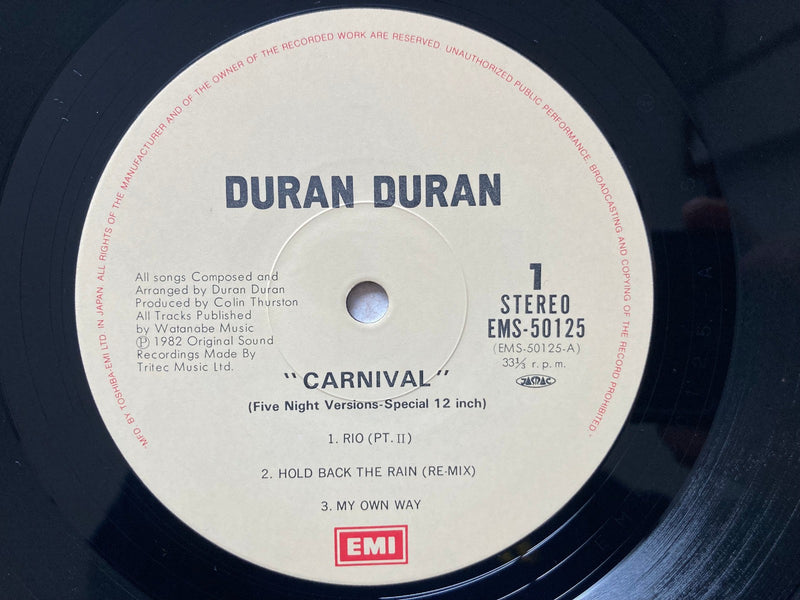 "MFD BY TOSHIBA-EMI LTD. IN JAPAN. ALL RIGHTS OF THE MANUFACTURER AND OF THE OWNER OF THE RECORDED WORK ARE RESERVED. UNAUTHORIZED PUBLIC PERFORMANCE, BROADCASTING AND COPYING OF THE RECORD PROHIBITED."
DURAN DURAN
All songs Composed and
Arranged by Duran Duran
Produced by Colin Thurston
All Tracks Published
by Watanabe Music
Ⓟ 1982 Original Sound
Recordings Made By
Tritec Music Ltd.
1
STEREO
EMS-50125
(EMS-50125-A)
33⅓ r.p.m.
JASRAC
"CARNIVAL"
(Five Night Versions-Special 12 inch)
1. RIO (PT. II)
2. HOLD BACK THE RAIN (RE-MIX)
3. MY OWN WAY
EMI